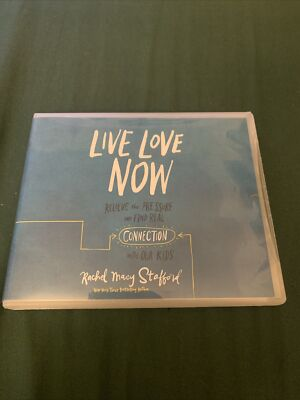 LIVE LOVE
NOW
RELIEVE the PRESSURE
and FIND REAL
CONNECTION
with OUR KIDS
Rachel Macy Stafford
New York Times Bestselling Author